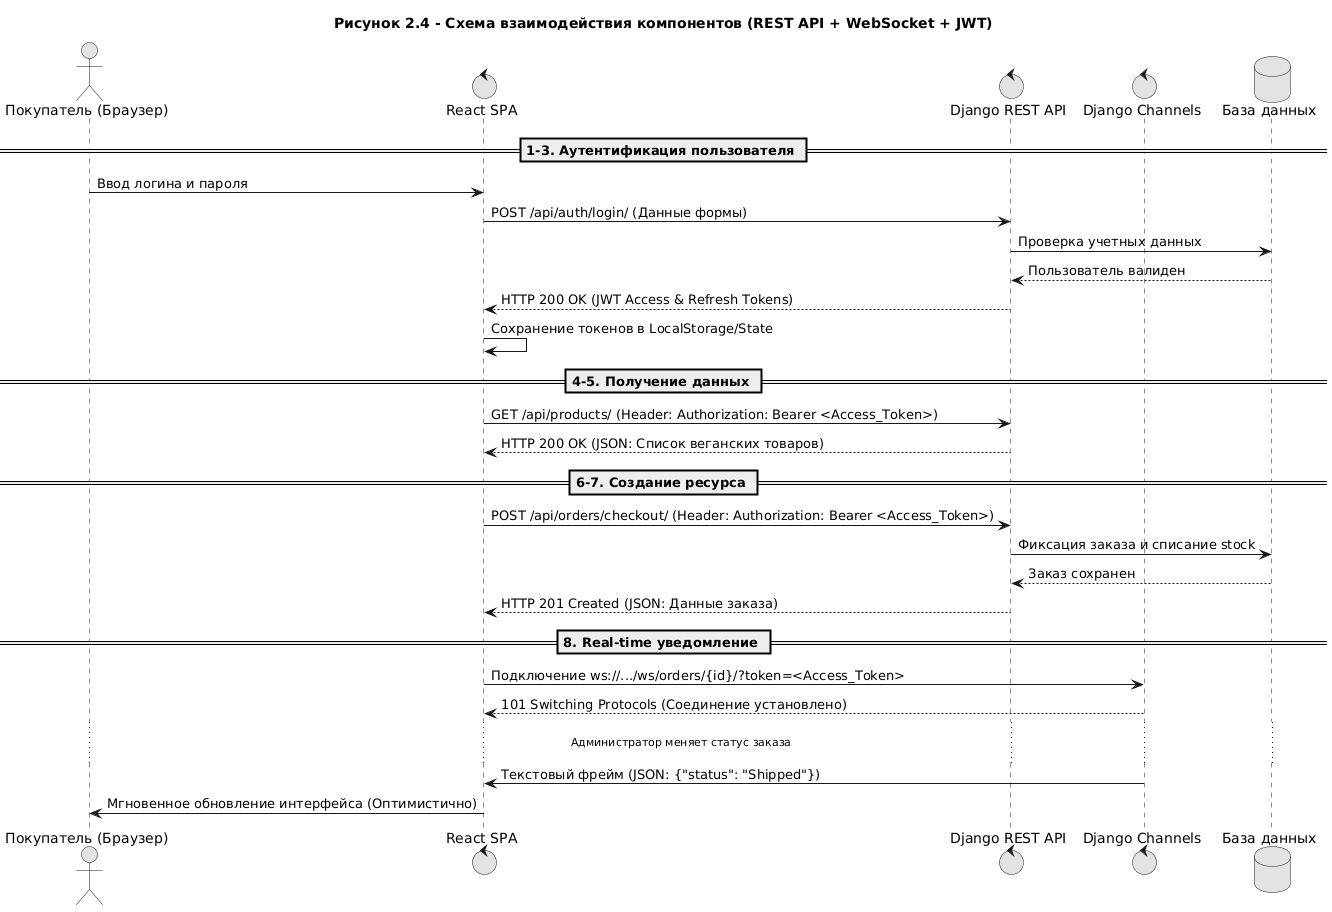 Рисунок 2.4 - Схема взаимодействия компонентов (REST API + WebSocket + JWT)
Покупатель (Браузер)
React SPA
Django REST API
Django Channels
База данных
1-3. Аутентификация пользователя
Ввод логина и пароля
POST /api/auth/login/ (Данные формы)
Проверка учетных данных
Пользователь валиден
HTTP 200 OK (JWT Access & Refresh Tokens)
Сохранение токенов в LocalStorage/State
4-5. Получение данных
GET /api/products/ (Header: Authorization: Bearer <Access_Token>)
HTTP 200 OK (JSON: Список веганских товаров)
6-7. Создание ресурса
POST /api/orders/checkout/ (Header: Authorization: Bearer <Access_Token>)
Фиксация заказа и списание stock
Заказ сохранен
HTTP 201 Created (JSON: Данные заказа)
8. Real-time уведомление
Подключение ws://.../ws/orders/{id}/?token=<Access_Token>
101 Switching Protocols (Соединение установлено)
Администратор меняет статус заказа
Текстовый фрейм (JSON: {"status": "Shipped"})
Мгновенное обновление интерфейса (Оптимистично)
Покупатель (Браузер)
React SPA
Django REST API
Django Channels
База данных